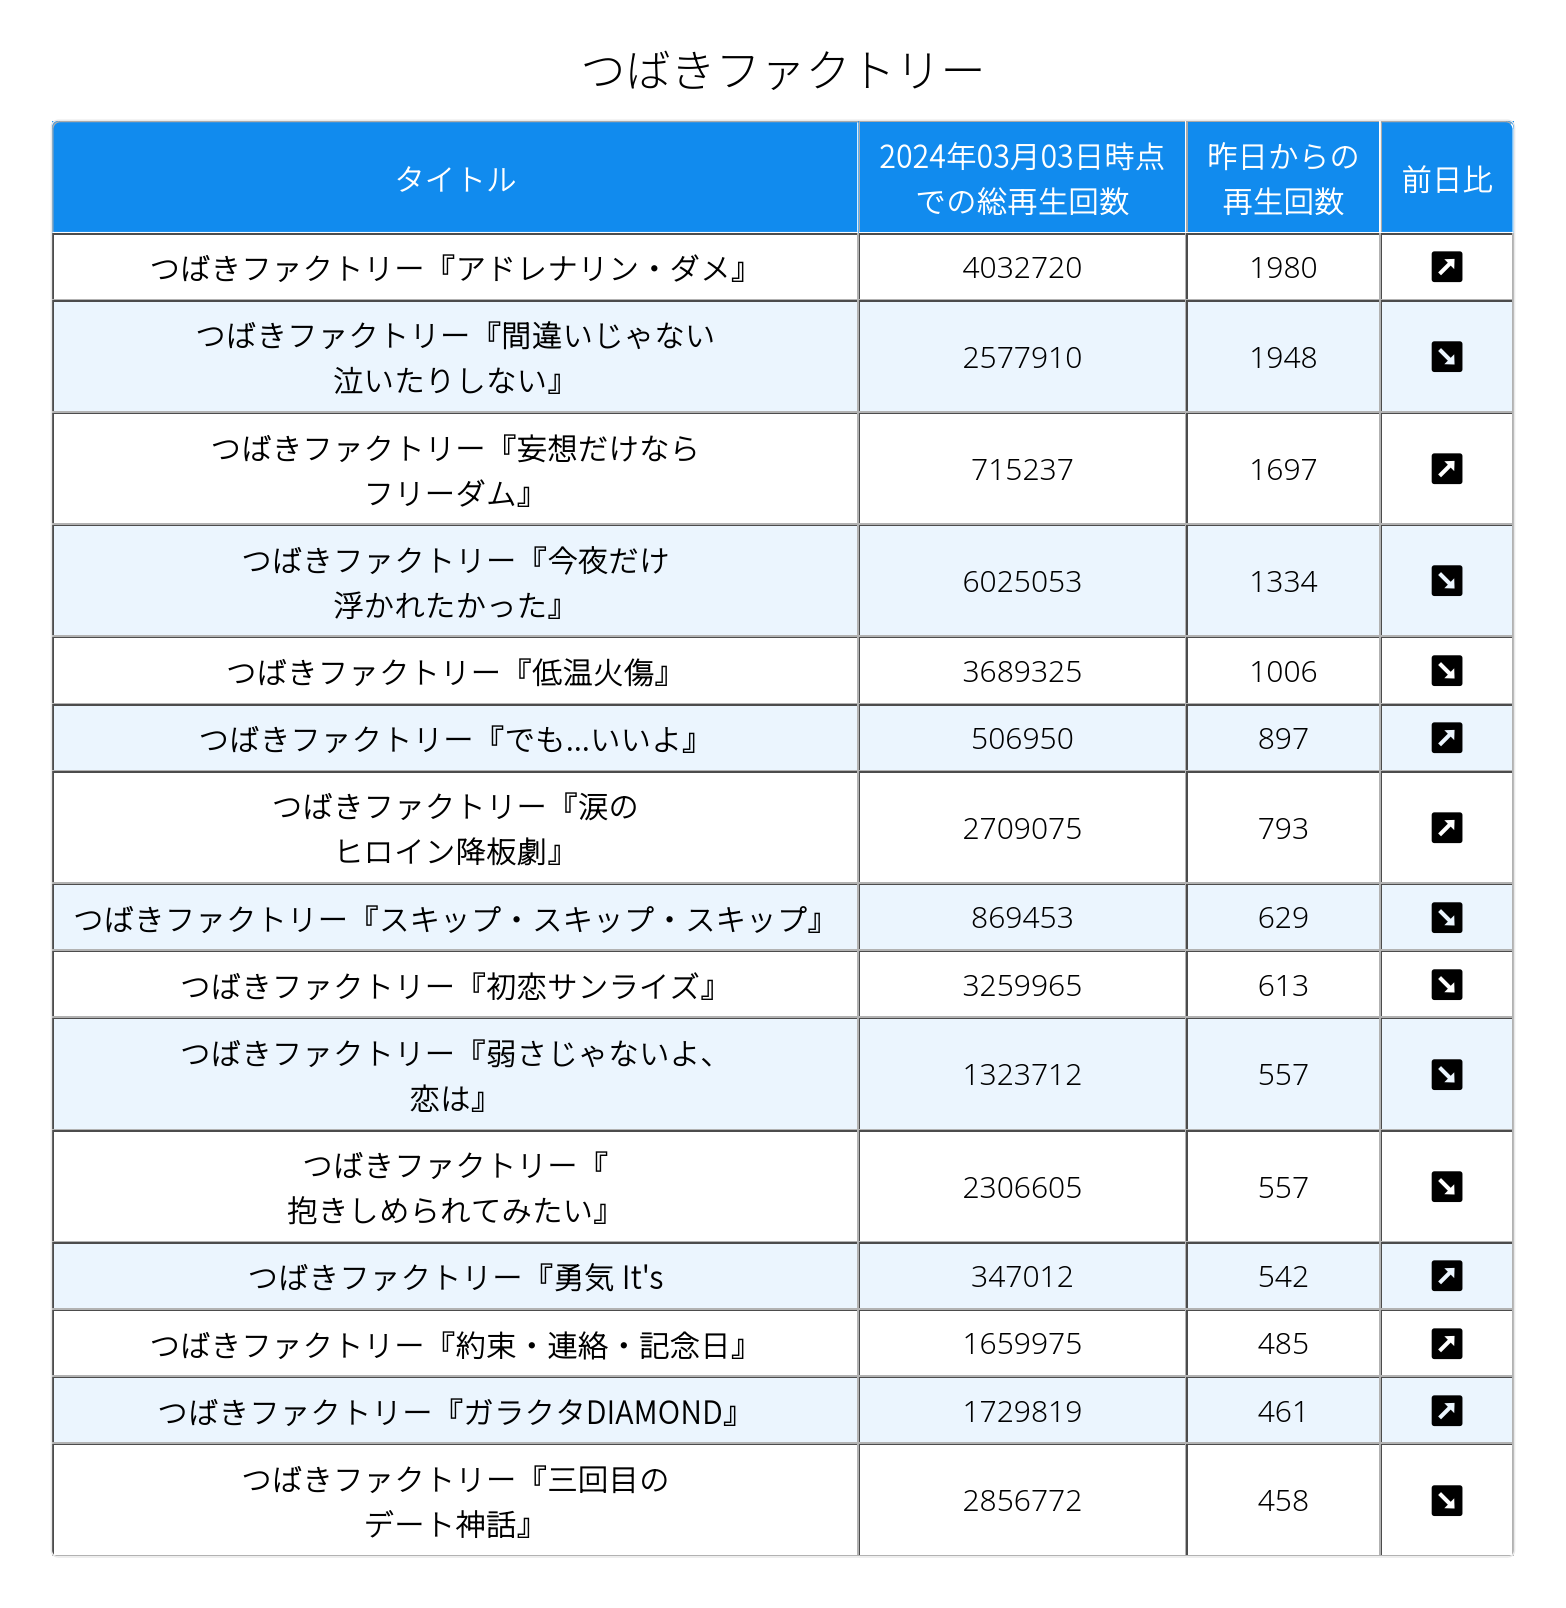 つばきファクトリー
タイトル
2024年03月03日時点
での総再生回数
昨日からの
再生回数
前日比
つばきファクトリー『アドレナリン・ダメ』 4032720 1980
つばきファクトリー『間違いじゃない
泣いたりしない』 2577910 1948
つばきファクトリー『妄想だけなら
フリーダム』 715237 1697
つばきファクトリー『今夜だけ
浮かれたかった』 6025053 1334
つばきファクトリー『低温火傷』 3689325 1006
つばきファクトリー『でも...いいよ』 506950 897
つばきファクトリー『涙の
ヒロイン降板劇』 2709075 793
つばきファクトリー『スキップ・スキップ・スキップ』 869453 629
つばきファクトリー『初恋サンライズ』 3259965 613
つばきファクトリー『弱さじゃないよ、
恋は』 1323712 557
つばきファクトリー『
抱きしめられてみたい』 2306605 557
つばきファクトリー『勇気 It's 347012 542
つばきファクトリー『約束・連絡・記念日』 1659975 485
つばきファクトリー『ガラクタDIAMOND』 1729819 461
つばきファクトリー『三回目の
デート神話』 2856772 458